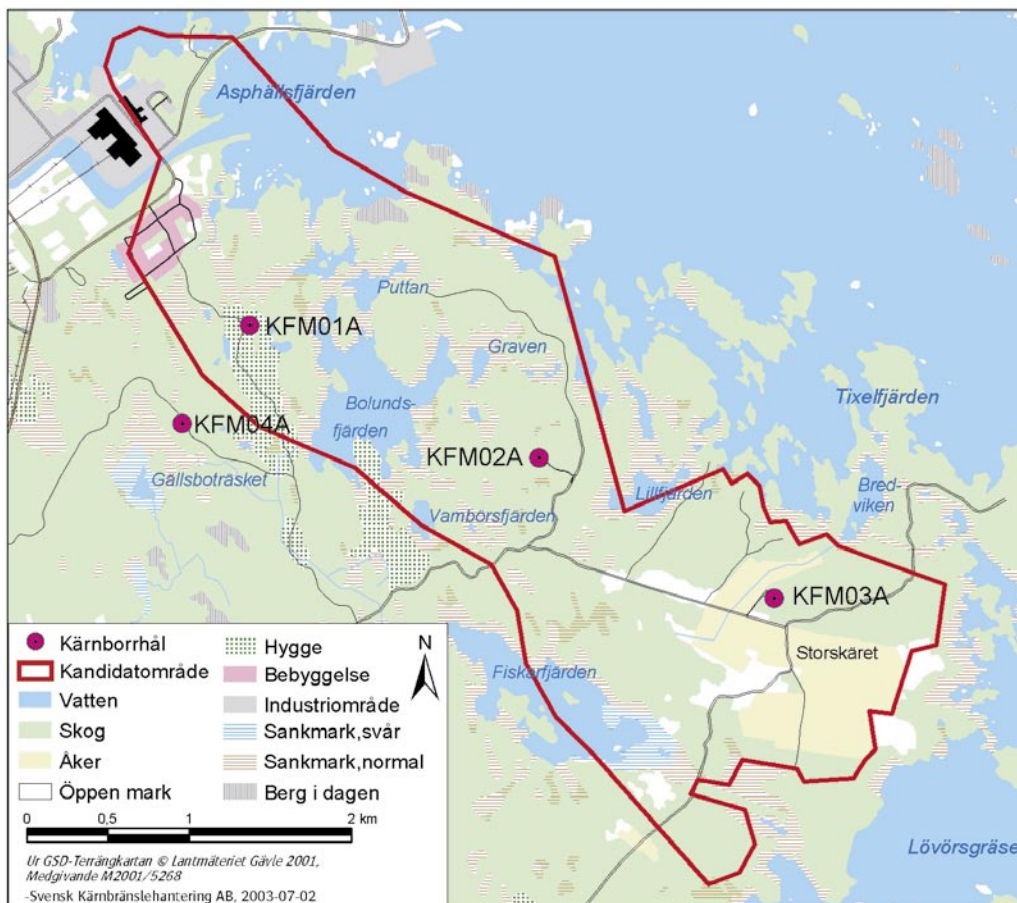 Asphällsfjärden
Puttan
KFM01A
Graven
Bolunds-
fjärden
Tixelfjärden
KFM04A
KFM02A
Gällsboträsket
Lillfjärden
Bred-
viken
Vambörsfjärden
KFM03A
Storskäret
Fiskarfjärden
Lövörsgräse
Kärnborrhål
Kandidatområde
Vatten
Skog
Åker
Öppen mark
Hygge
Bebyggelse
Industriområde
Sankmark,svår
Sankmark,normal
Berg i dagen
N
0 0,5 1 2 km
Ur GSD-Terrängkartan © Lantmäteriet Gävle 2001,
Medgivande M2001/5268
-Svensk Kärnbränslehantering AB, 2003-07-02